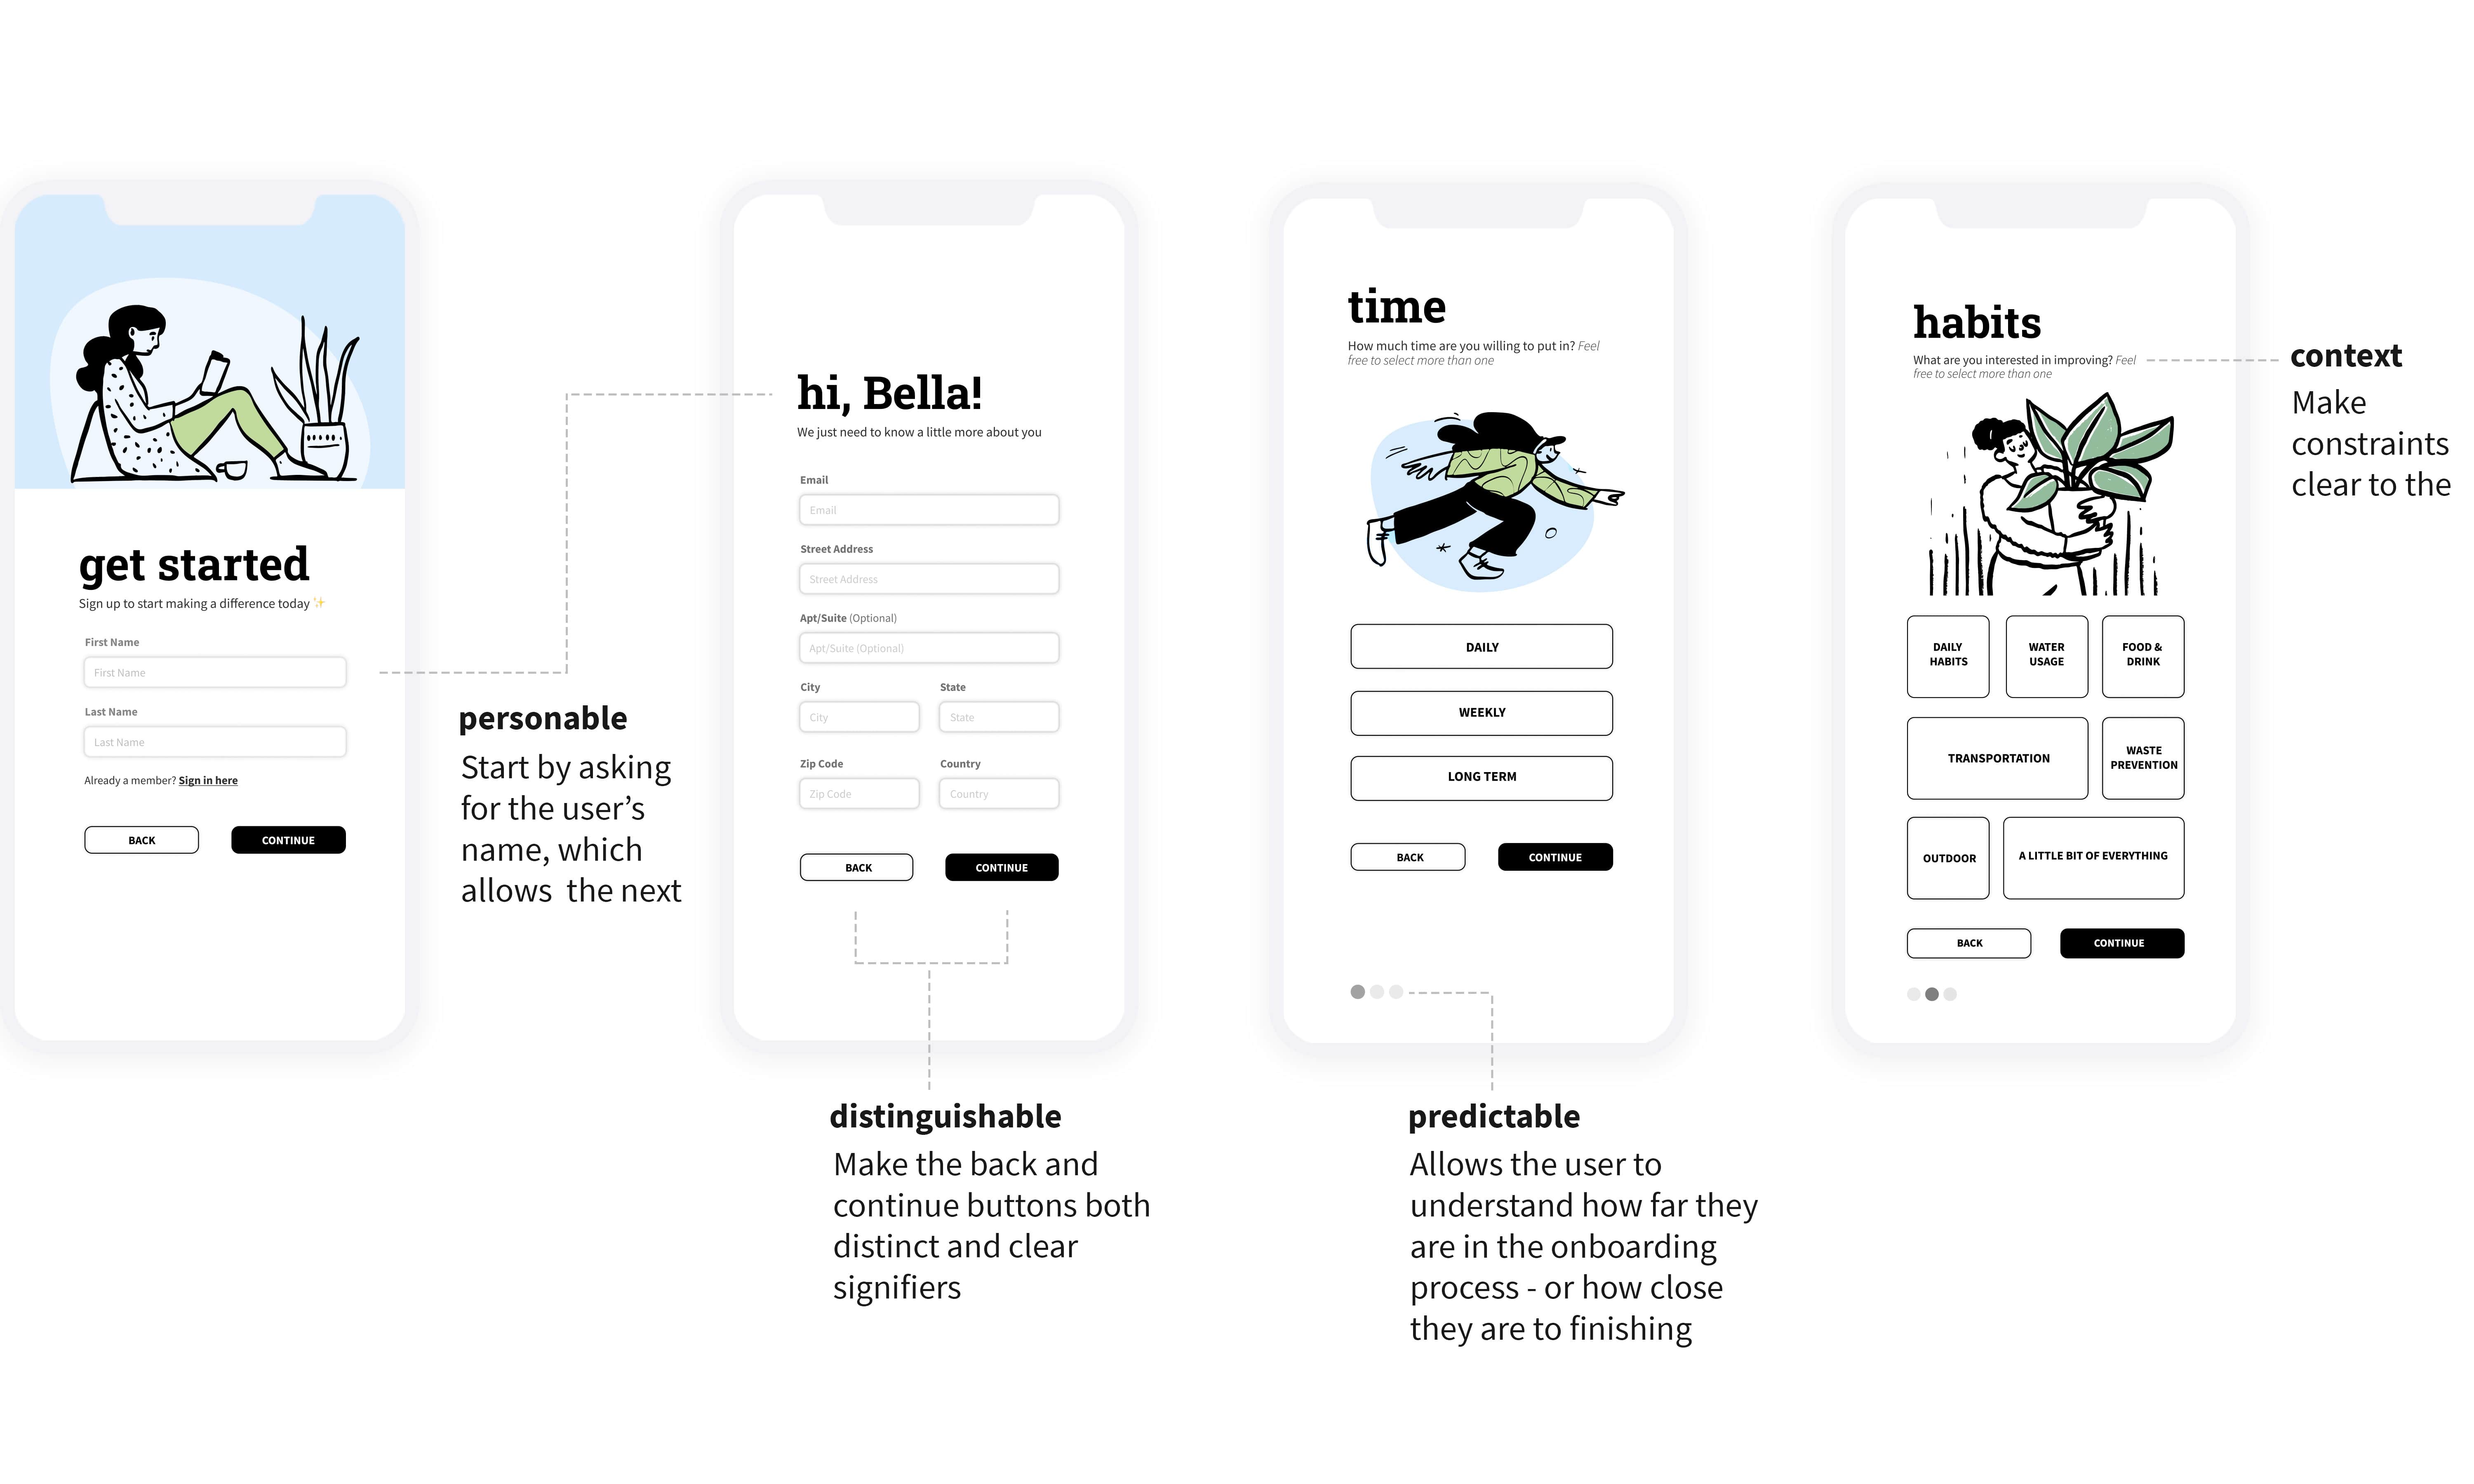 get started
Sign up to start making a difference today ✨
First Name
First Name
Last Name
Last Name
Already a member? Sign in here
BACK
CONTINUE
personable
Start by asking
for the user’s
name, which
allows  the next
hi, Bella!
We just need to know a little more about you
Email
Email
Street Address
Street Address
Apt/Suite (Optional)
Apt/Suite (Optional)
City
State
City
State
Zip Code
Country
Zip Code
Country
BACK
CONTINUE
distinguishable
Make the back and
continue buttons both
distinct and clear
signifiers
time
How much time are you willing to put in? Feel
free to select more than one
DAILY
WEEKLY
LONG TERM
BACK
CONTINUE
predictable
Allows the user to
understand how far they
are in the onboarding
process - or how close
they are to finishing
habits
What are you interested in improving? Feel
free to select more than one
DAILY
HABITS
WATER
USAGE
FOOD &
DRINK
TRANSPORTATION
WASTE
PREVENTION
OUTDOOR
A LITTLE BIT OF EVERYTHING
BACK
CONTINUE
context
Make
constraints
clear to the